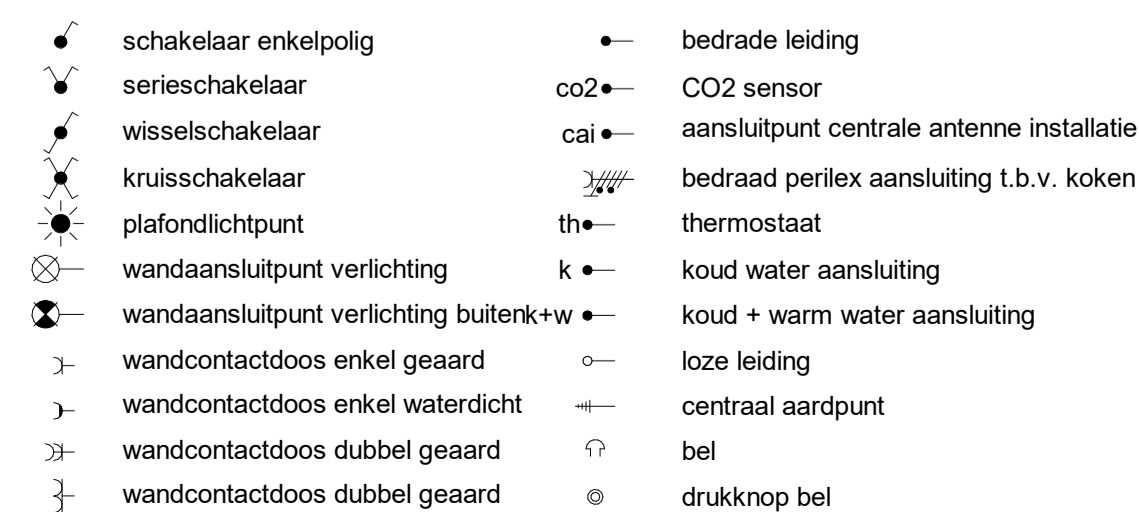 schakelaar enkelpolig
serieschakelaar
wisselschakelaar
kruisschakelaar
plafondlichtpunt
wandaansluitpunt verlichting
wandaansluitpunt verlichting buiten
wandcontactdoos enkel geaard
wandcontactdoos enkel waterdicht
wandcontactdoos dubbel geaard
wandcontactdoos dubbel geaard
bedrade leiding
co2 CO2 sensor
cai aansluitpunt centrale antenne installatie
bedraad perilex aansluiting t.b.v. koken
th thermostaat
k koud water aansluiting
k+w koud + warm water aansluiting
loze leiding
centraal aardpunt
bel
drukknop bel